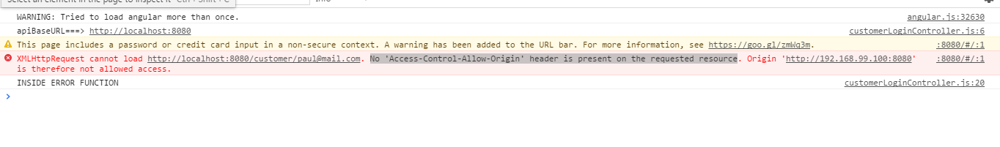 Select an element in the page to inspect it Ctrl + Shift + C
WARNING: Tried to load angular more than once. angular.js:32630
apiBaseURL===> http://localhost:8080 customerLoginController.js:6
This page includes a password or credit card input in a non-secure context. A warning has been added to the URL bar. For more information, see https://goo.gl/zmWq3m. :8080/#/:1
XMLHttpRequest cannot load http://localhost:8080/customer/paul@mail.com. No 'Access-Control-Allow-Origin' header is present on the requested resource. Origin 'http://192.168.99.100:8080' :8080/#/:1
is therefore not allowed access.
INSIDE ERROR FUNCTION customerLoginController.js:20
>